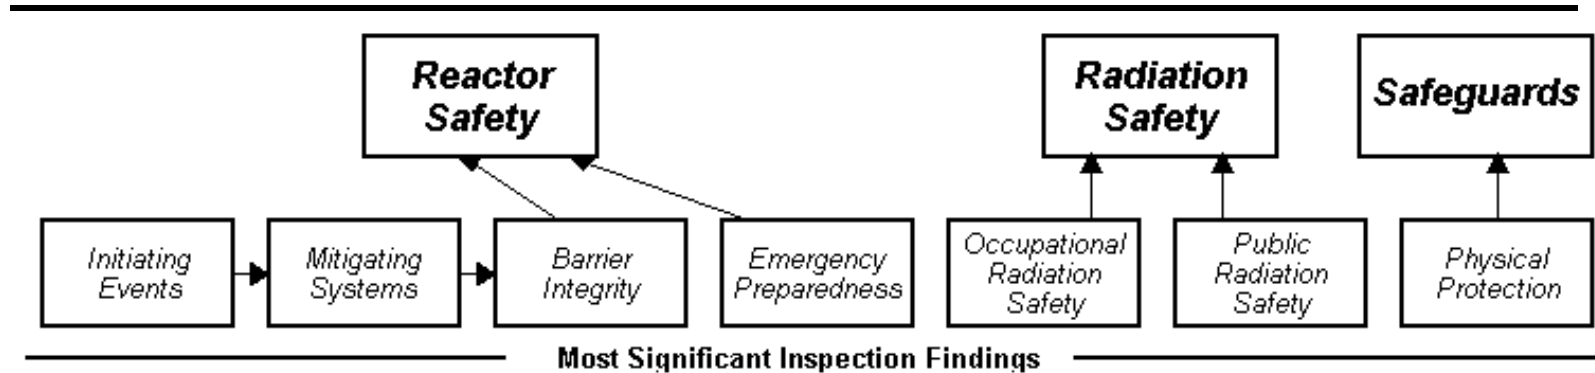 Reactor
Safety
Radiation
Safety
Safeguards
Initiating
Events
Mitigating
Systems
Barrier
Integrity
Emergency
Preparedness
Occupational
Radiation
Safety
Public
Radiation
Safety
Physical
Protection
Most Significant Inspection Findings